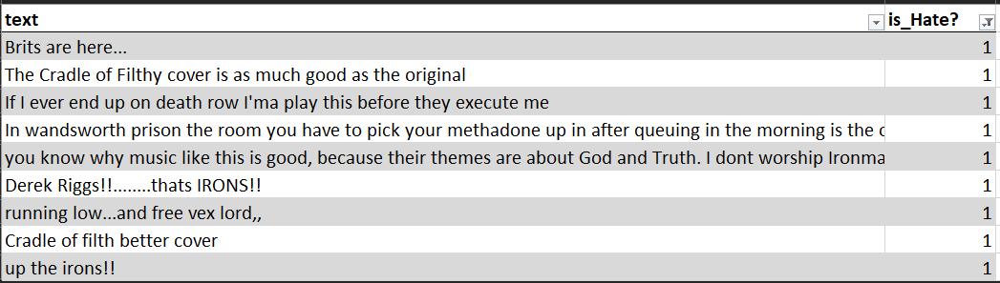 text is_Hate?
Brits are here... 1
The Cradle of Filthy cover is as much good as the original 1
If I ever end up on death row I'ma play this before they execute me 1
In wandsworth prison the room you have to pick your methadone up in after queuing in the morning is the 1
you know why music like this is good, because their themes are about God and Truth. I dont worship Ironma 1
Derek Riggs!!........thats IRONS!! 1
running low...and free vex lord,, 1
Cradle of filth better cover 1
up the irons!! 1